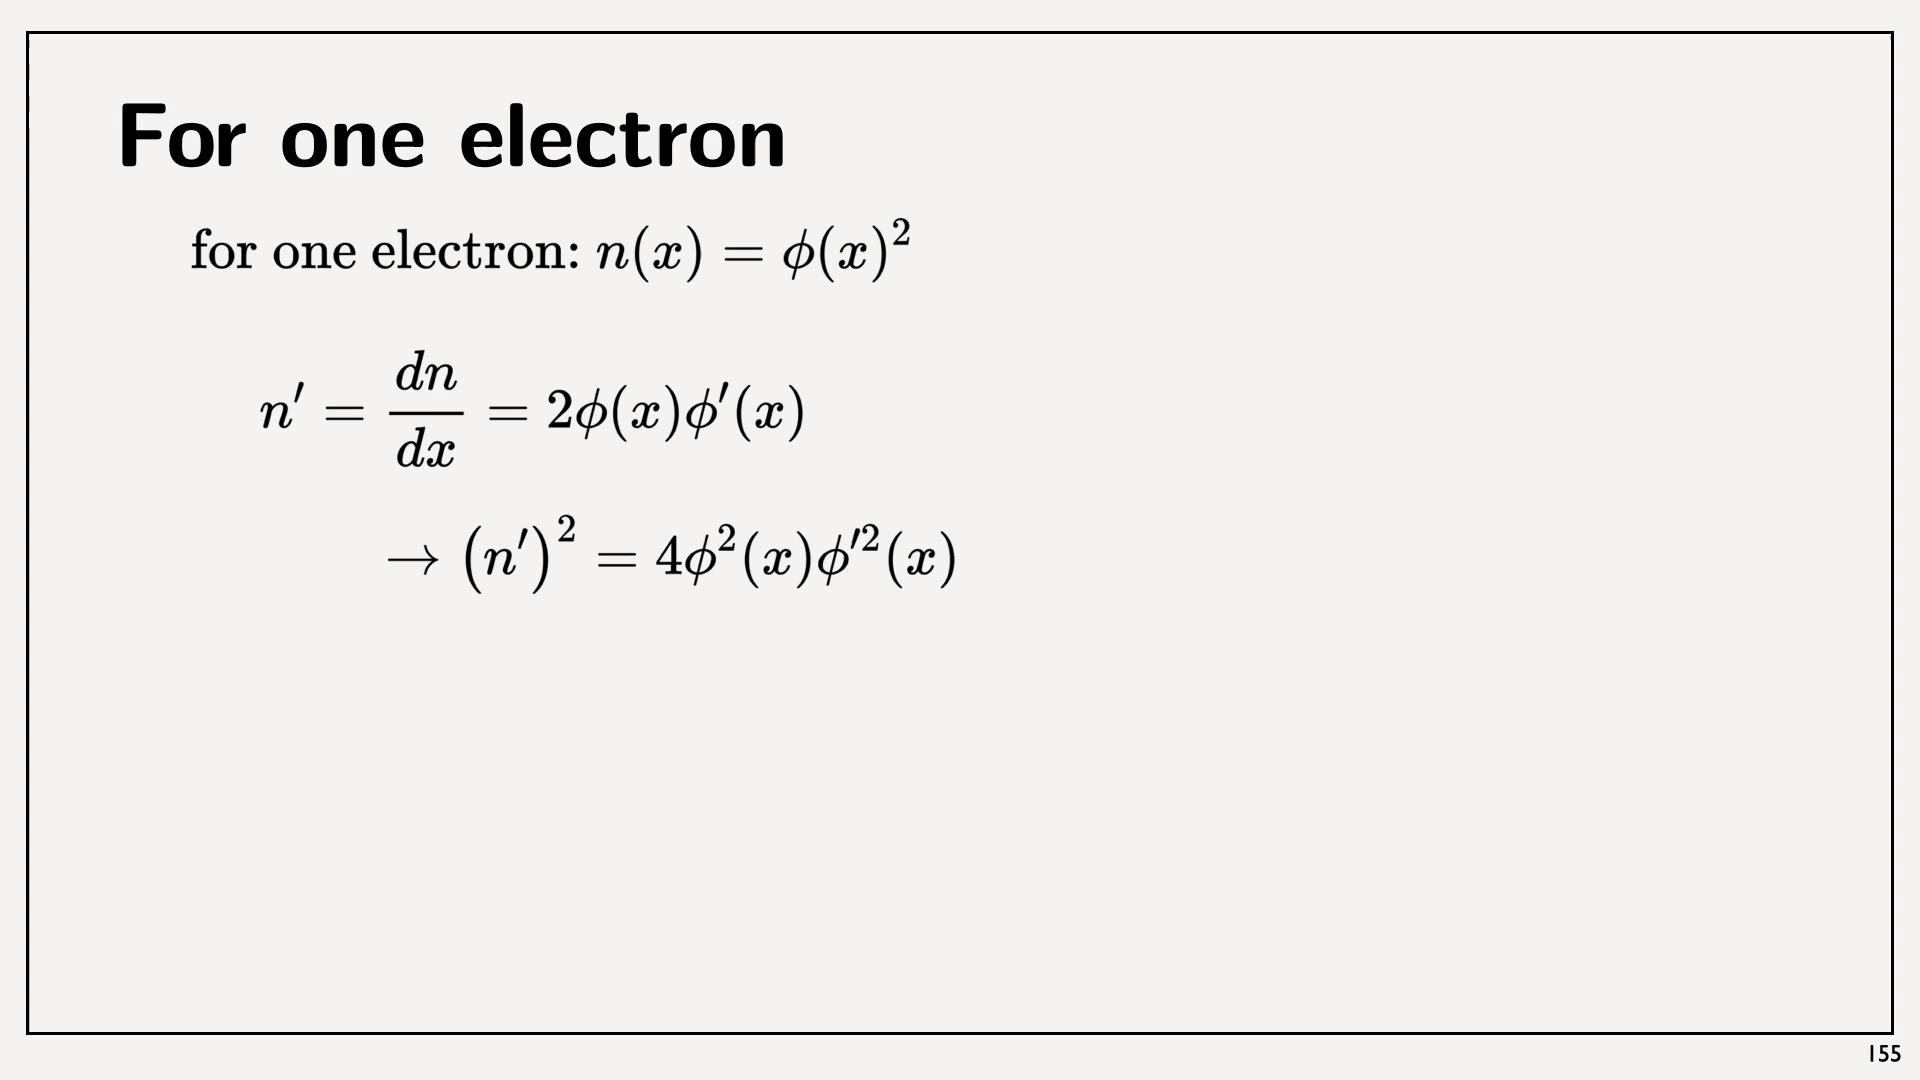 For one electron
for one electron: n(x) = ϕ(x)²
n′ = dn/dx = 2ϕ(x)ϕ′(x)
→ (n′)² = 4ϕ²(x)ϕ′²(x)
155